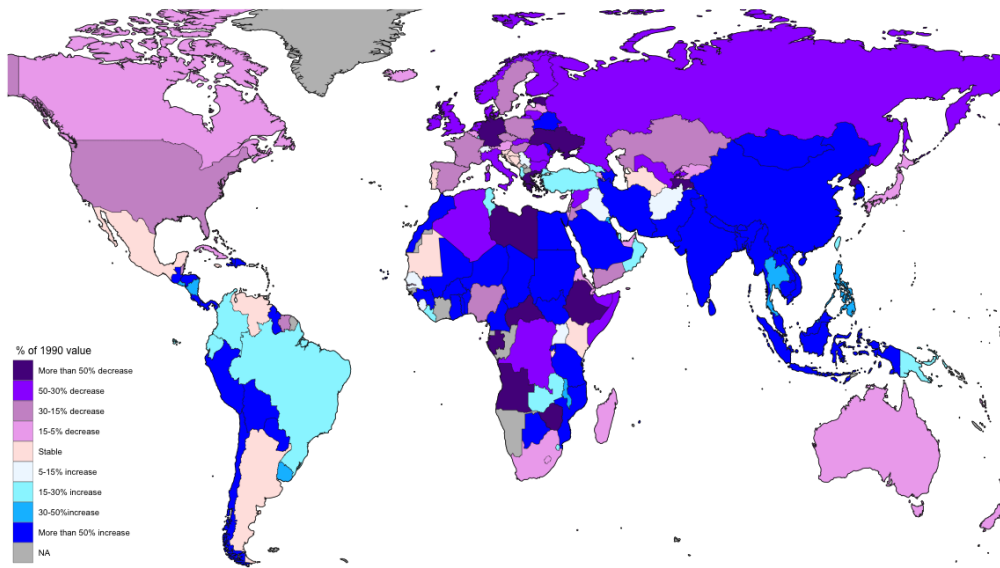 % of 1990 value
More than 50% decrease
50-30% decrease
30-15% decrease
15-5% decrease
Stable
5-15% increase
15-30% increase
30-50%increase
More than 50% increase
NA